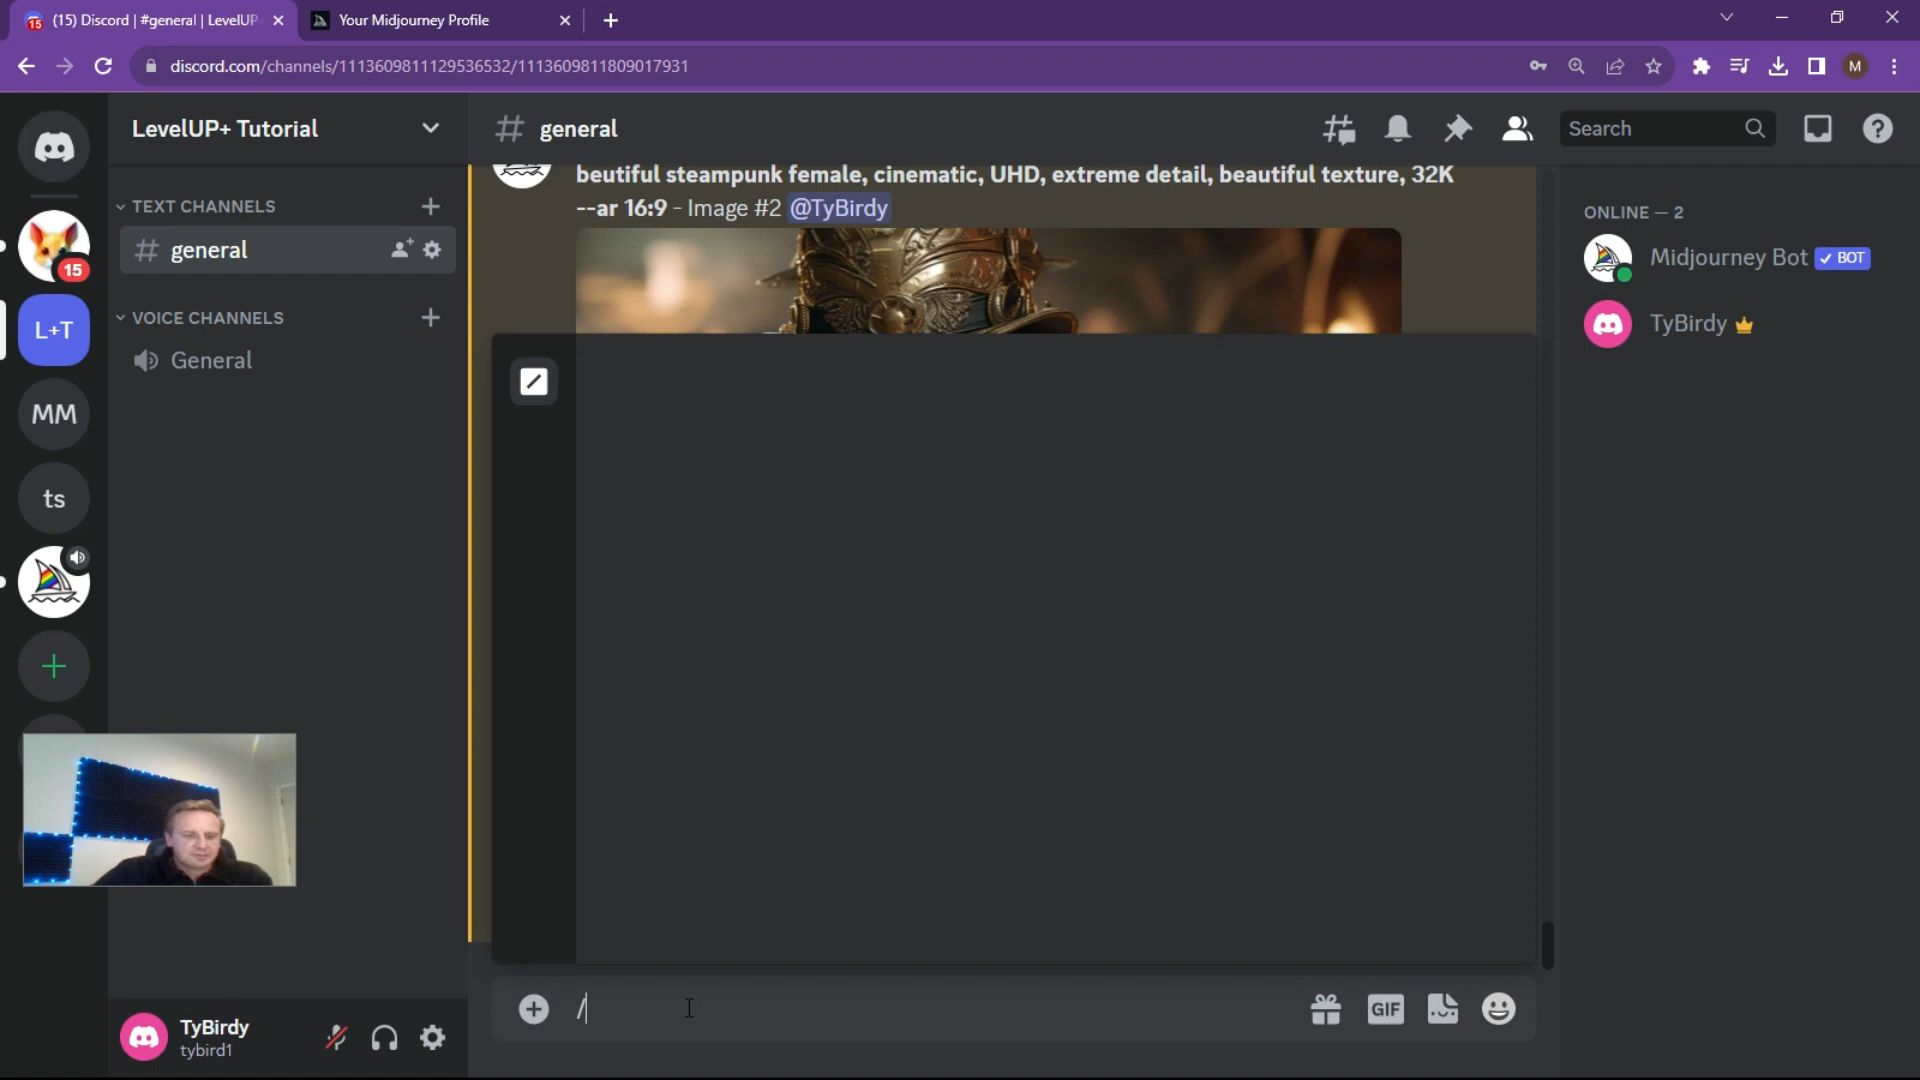 15
(15) Discord | #general | LevelUP
Your Midjourney Profile
discord.com/channels/1113609811129536532/1113609811809017931
M
LevelUP+ Tutorial
general
Search
TEXT CHANNELS
general
VOICE CHANNELS
General
15
L+T
MM
ts
beutiful steampunk female, cinematic, UHD, extreme detail, beautiful texture, 32K
--ar 16:9 - Image #2 @TyBirdy
ONLINE — 2
Midjourney Bot ✓ BOT
TyBirdy
/
GIF
TyBirdy
tybird1